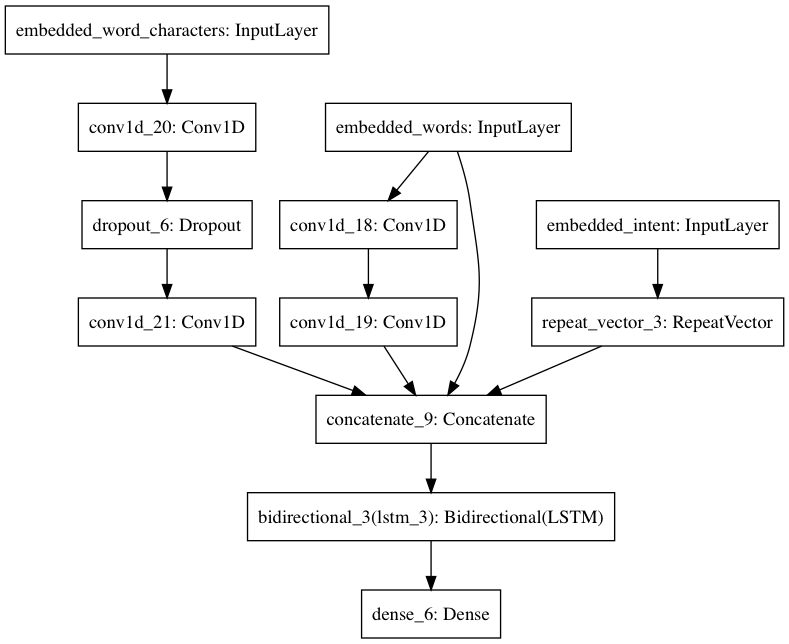 embedded_word_characters: InputLayer
conv1d_20: Conv1D
embedded_words: InputLayer
dropout_6: Dropout
conv1d_18: Conv1D
embedded_intent: InputLayer
conv1d_21: Conv1D
conv1d_19: Conv1D
repeat_vector_3: RepeatVector
concatenate_9: Concatenate
bidirectional_3(lstm_3): Bidirectional(LSTM)
dense_6: Dense